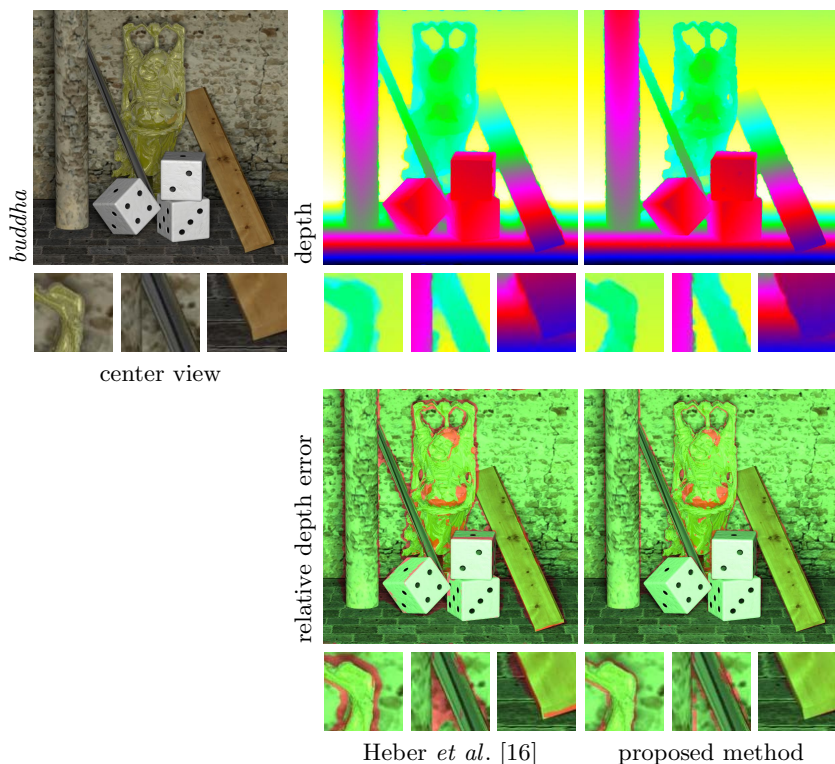 buddha
depth
center view
relative depth error
Heber et al. [16]
proposed method